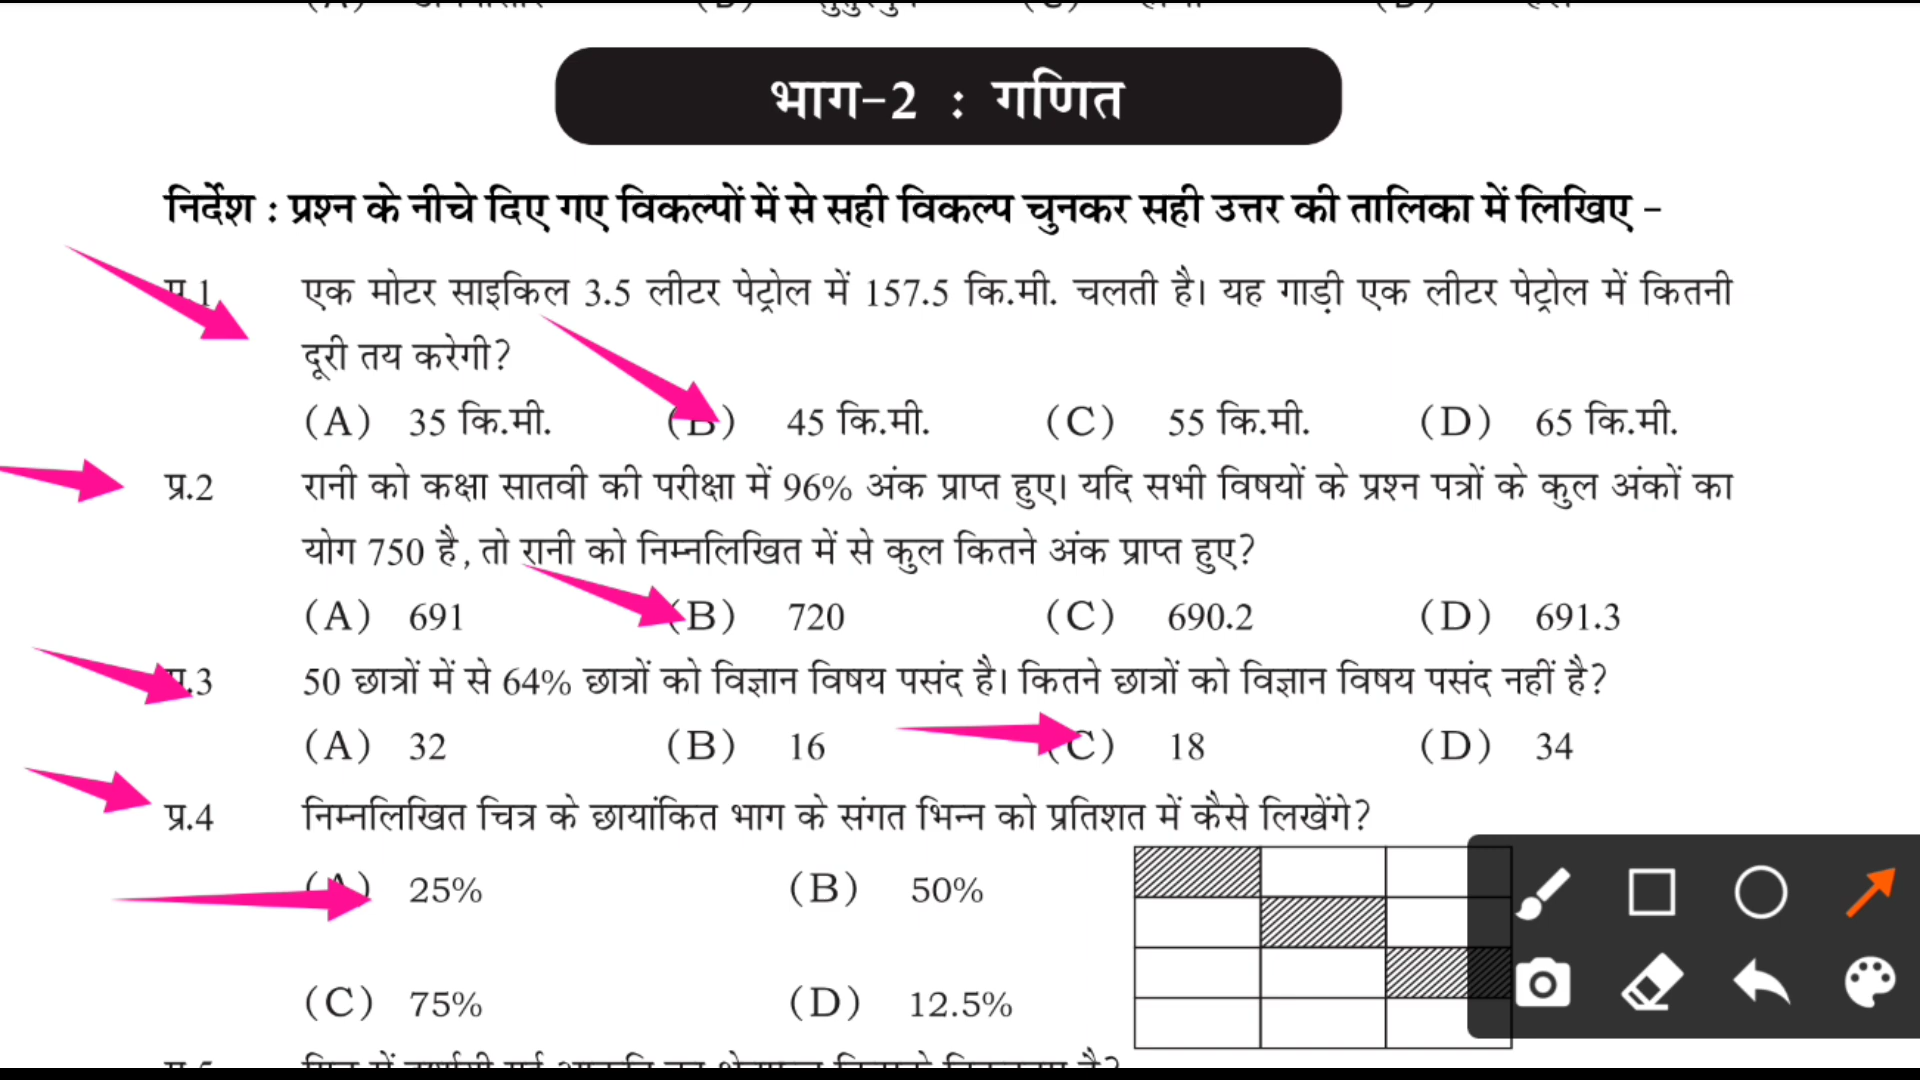 भाग-2 : गणित
निर्देश : प्रश्न के नीचे दिए गए विकल्पों में से सही विकल्प चुनकर सही उत्तर की तालिका में लिखिए -
प्र.1 एक मोटर साइकिल 3.5 लीटर पेट्रोल में 157.5 कि.मी. चलती है। यह गाड़ी एक लीटर पेट्रोल में कितनी
दूरी तय करेगी?
(A) 35 कि.मी. (B) 45 कि.मी. (C) 55 कि.मी. (D) 65 कि.मी.
प्र.2 रानी को कक्षा सातवी की परीक्षा में 96% अंक प्राप्त हुए। यदि सभी विषयों के प्रश्न पत्रों के कुल अंकों का
योग 750 है, तो रानी को निम्नलिखित में से कुल कितने अंक प्राप्त हुए?
(A) 691 (B) 720 (C) 690.2 (D) 691.3
प्र.3 50 छात्रों में से 64% छात्रों को विज्ञान विषय पसंद है। कितने छात्रों को विज्ञान विषय पसंद नहीं है?
(A) 32 (B) 16 (C) 18 (D) 34
प्र.4 निम्नलिखित चित्र के छायांकित भाग के संगत भिन्न को प्रतिशत में कैसे लिखेंगे?
(A) 25% (B) 50%
(C) 75% (D) 12.5%